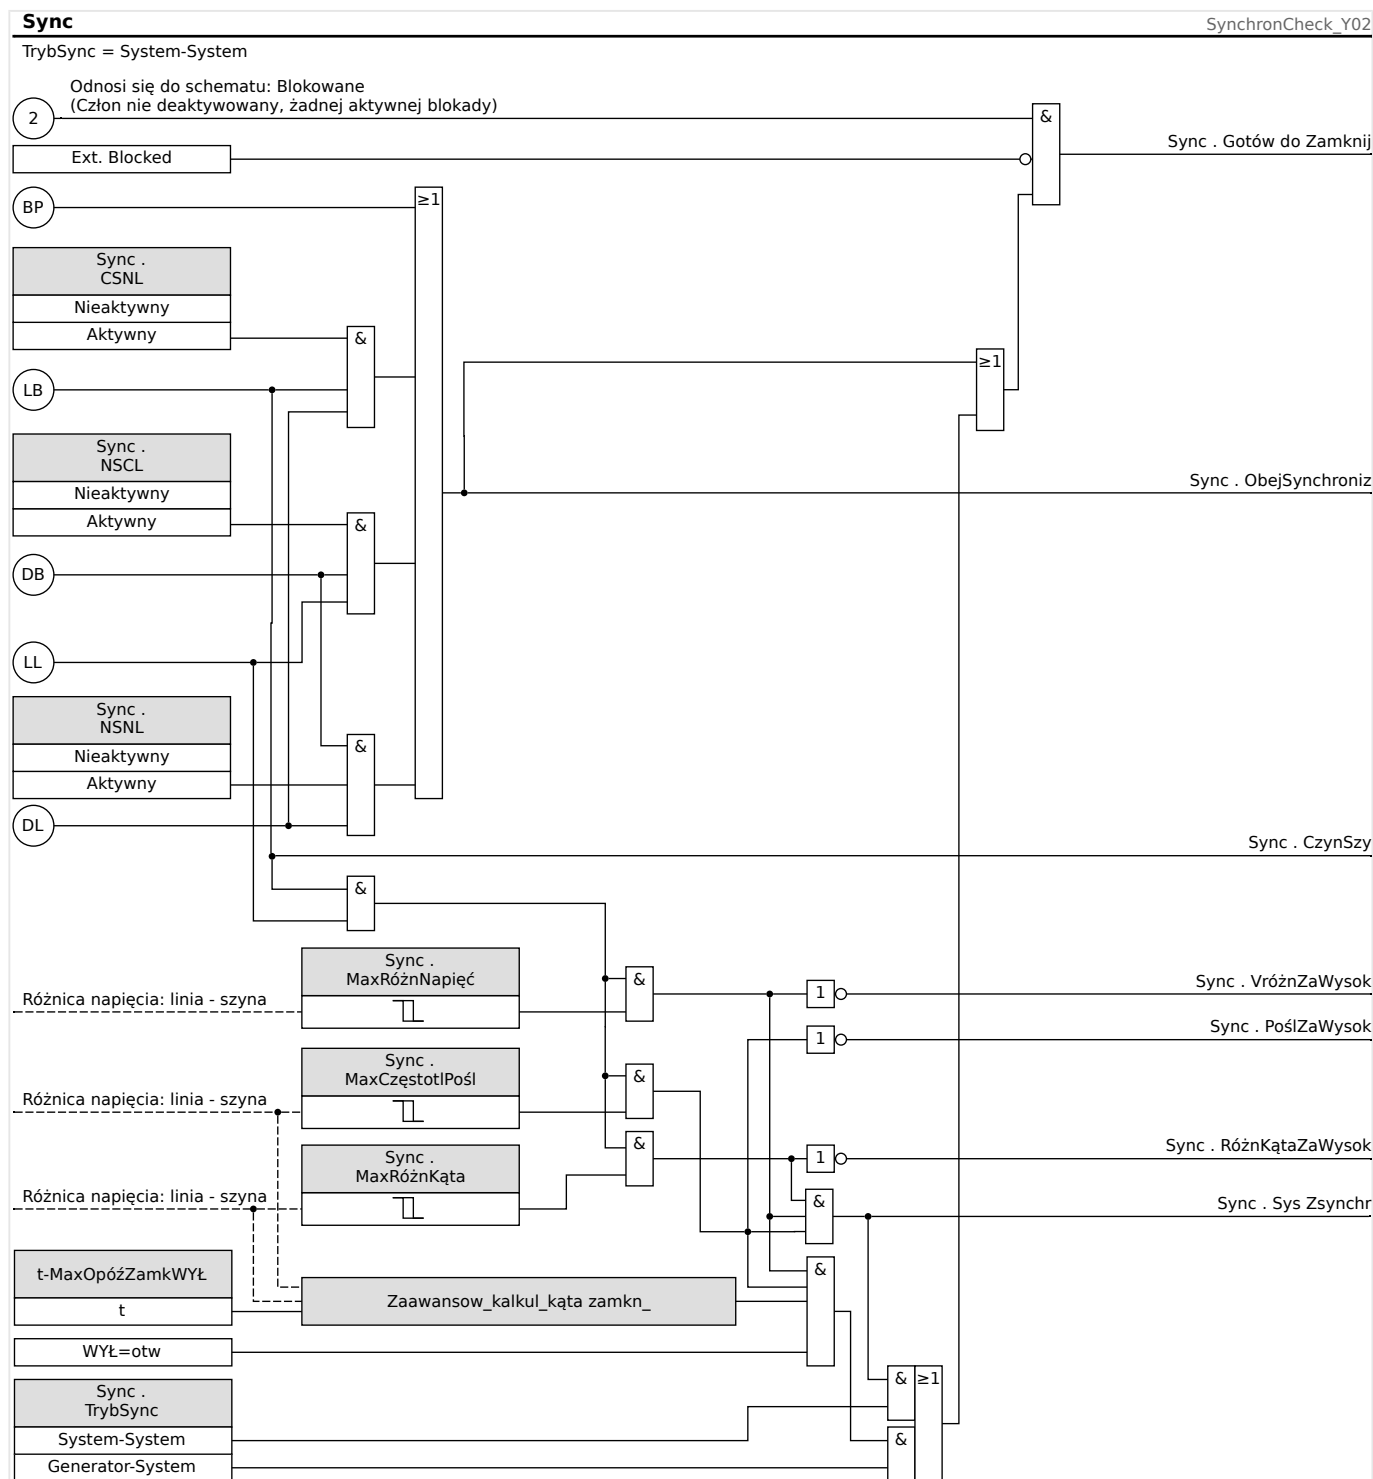 Sync
SynchronCheck_Y02
TrybSync = System-System
Odnosi się do schematu: Blokowane
(Człon nie deaktywowany, żadnej aktywnej blokady)
2
&
Sync . Gotów do Zamknij
Ext. Blocked
BP
≥1
Sync .
CSNL
Nieaktywny
Aktywny
&
≥1
LB
Sync .
NSCL
Nieaktywny
Aktywny
&
Sync . ObejSynchroniz
DB
LL
Sync .
NSNL
Nieaktywny
Aktywny
&
DL
Sync . CzynSzy
&
Sync .
MaxRóżnNapięć
&
1
Sync . VróżnZaWysok
Różnica napięcia: linia - szyna
1
Sync . PoślZaWysok
Sync .
MaxCzęstotlPośl
&
Różnica napięcia: linia - szyna
Sync .
MaxRóżnKąta
&
1
Sync . RóżnKątaZaWysok
Różnica napięcia: linia - szyna
&
Sync . Sys Zsynchr
t-MaxOpóźZamkWYŁ
t
Zaawansow_kalkul_kąta zamkn_
&
WYŁ=otw
Sync .
TrybSync
System-System
Generator-System
&
≥1
&